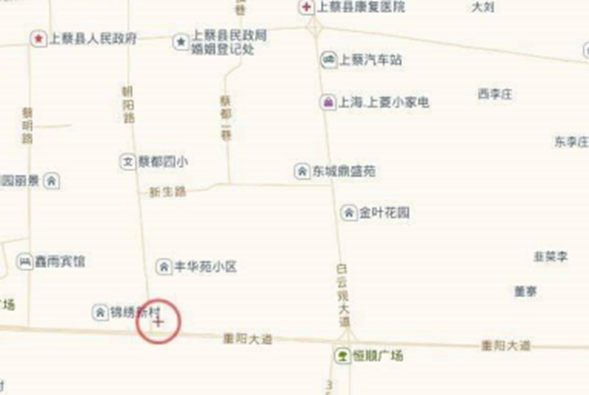 巷
上蔡县康复医院
大刘
上蔡县人民政府
上蔡县民政局
婚姻登记处
上蔡汽车站
朝阳路
蔡都二巷
上海.上菱小家电
西李庄
蔡明路
东李庄
蔡都四小
东城鼎盛苑
园丽景
新生路
金叶花园
鑫雨宾馆
丰华苑小区
韭菜李
白云观大道
董寨
场
锦绣新村
重阳大道
重阳大道
恒顺广场
村